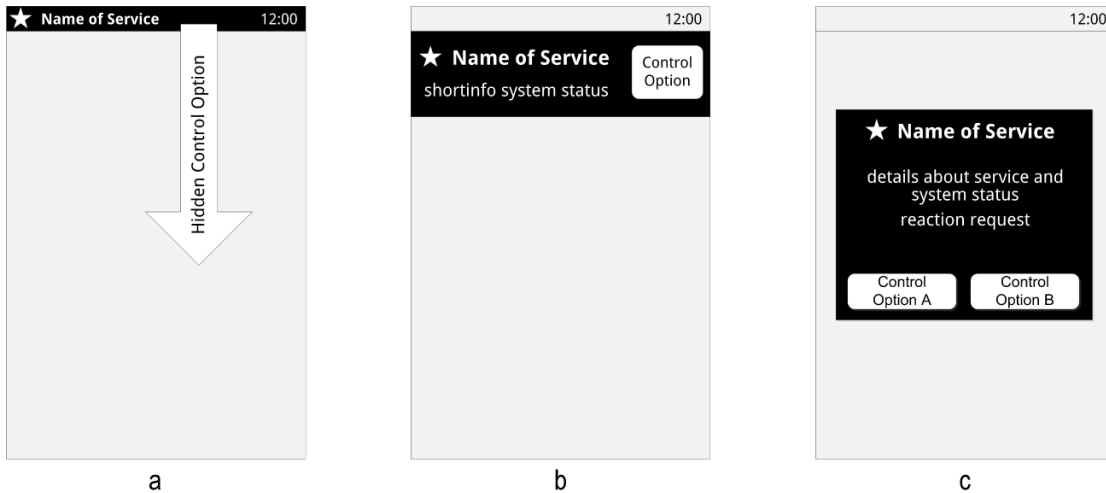 ★ Name of Service 12:00
Hidden Control Option
a
12:00
★ Name of Service
shortinfo system status
Control
Option
b
12:00
★ Name of Service
details about service and
system status
reaction request
Control
Option A
Control
Option B
c